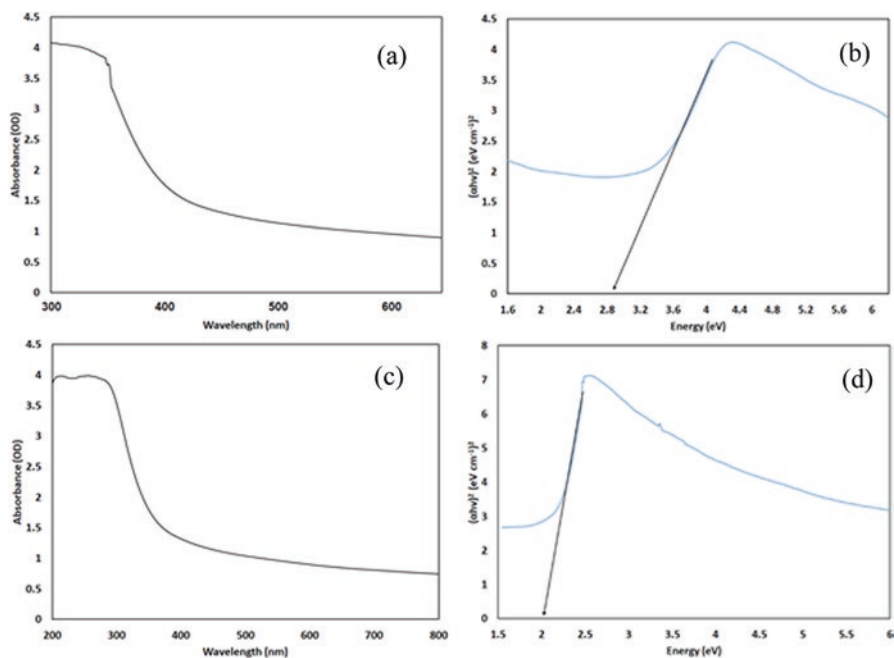 (a)
Absorbance (OD)
4.5
4
3.5
3
2.5
2
1.5
1
0.5
0
300 400 500 600
Wavelength (nm)
(b)
(αhν)² (eV cm⁻¹)²
4.5
4
3.5
3
2.5
2
1.5
1
0.5
0
1.6 2 2.4 2.8 3.2 3.6 4 4.4 4.8 5.2 5.6 6
Energy (eV)
(c)
Absorbance (OD)
4.5
4
3.5
3
2.5
2
1.5
1
0.5
0
200 300 400 500 600 700 800
Wavelength (nm)
(d)
(αhν)² (eV cm⁻¹)²
8
7
6
5
4
3
2
1
0
1.5 2 2.5 3 3.5 4 4.5 5 5.5 6
Energy (eV)